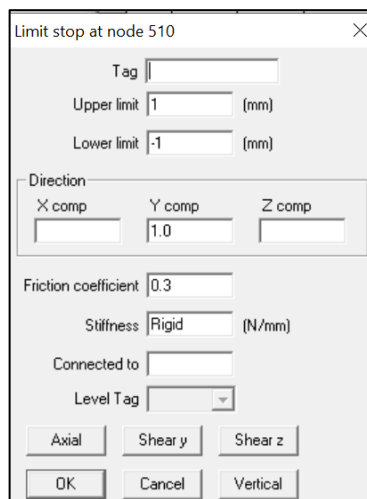 Limit stop at node 510
Tag
Upper limit 1 (mm)
Lower limit -1 (mm)
Direction
X comp Y comp Z comp
1.0
Friction coefficient 0.3
Stiffness Rigid (N/mm)
Connected to
Level Tag
Axial Shear y Shear z
OK Cancel Vertical